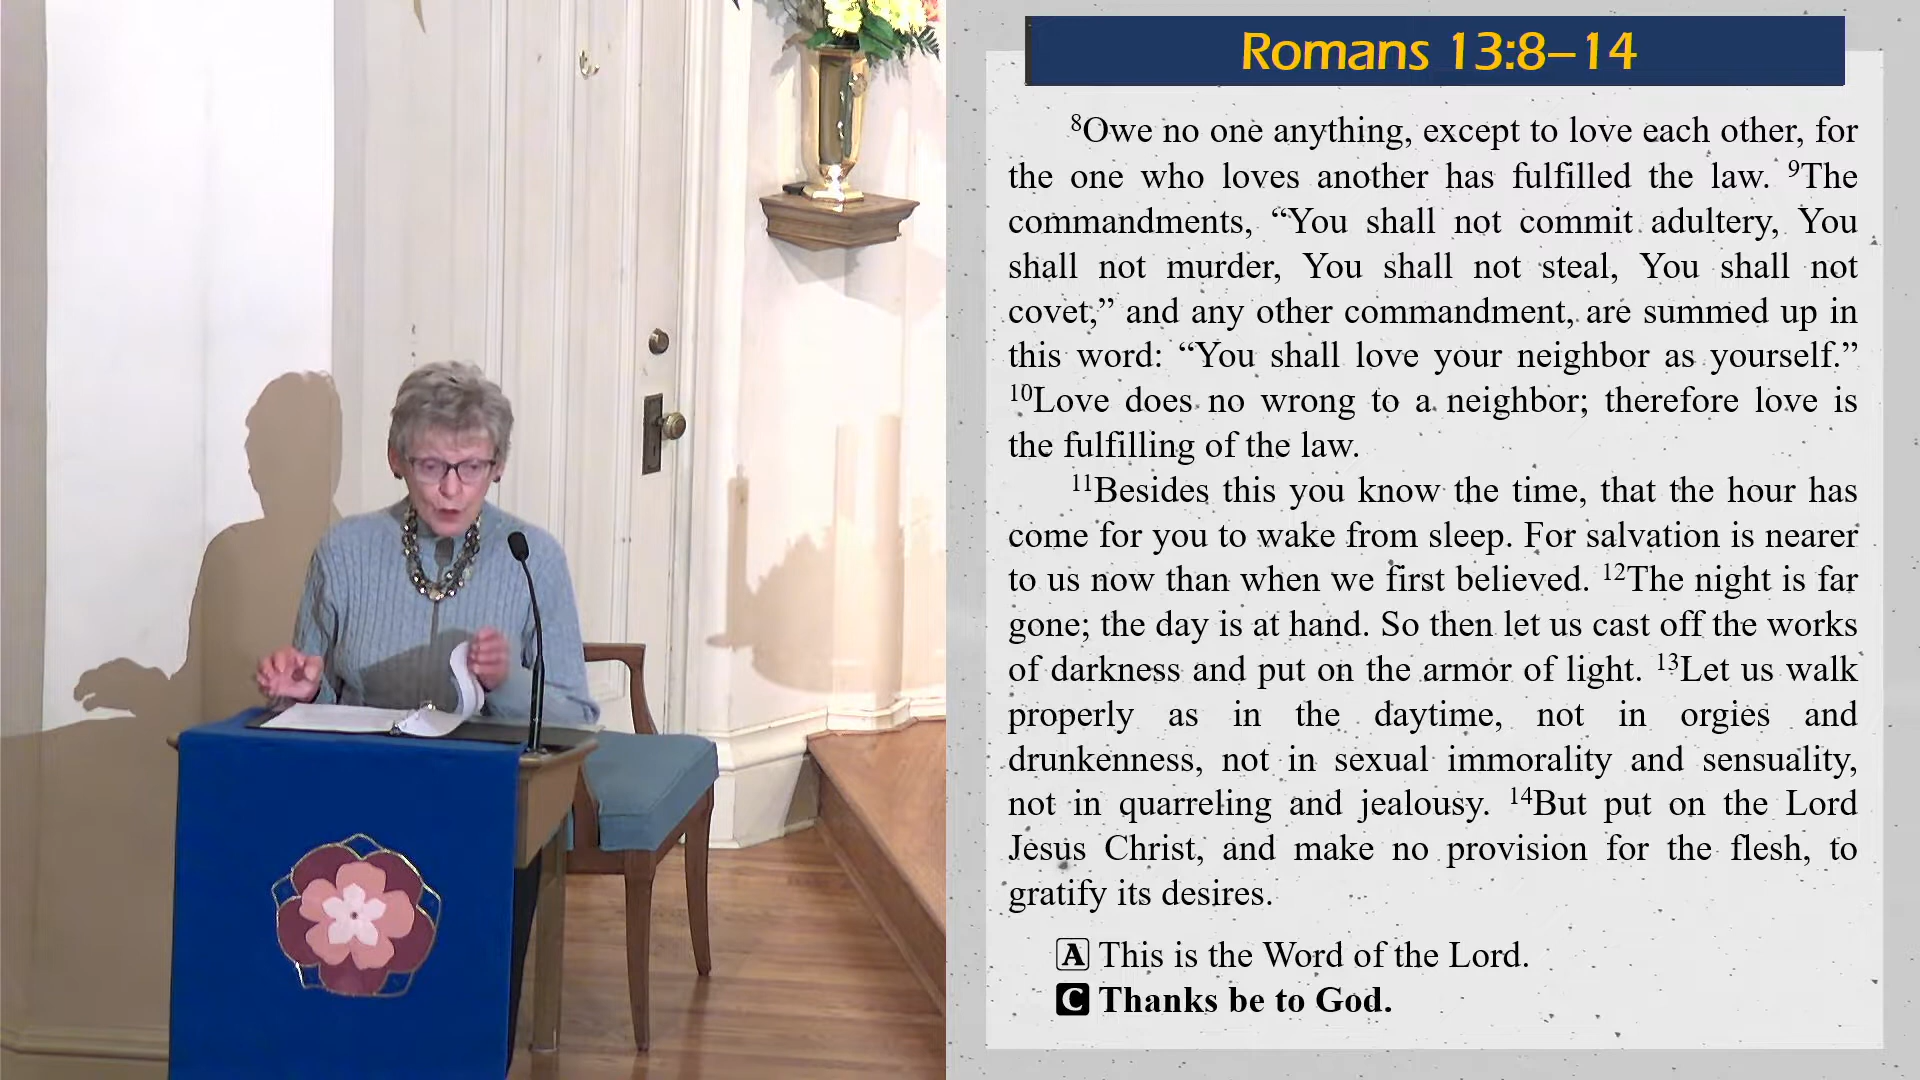 Romans 13:8–14
⁸Owe no one anything, except to love each other, for
the one who loves another has fulfilled the law. ⁹The
commandments, “You shall not commit adultery, You
shall not murder, You shall not steal, You shall not
covet,” and any other commandment, are summed up in
this word: “You shall love your neighbor as yourself.”
¹⁰Love does no wrong to a neighbor; therefore love is
the fulfilling of the law.
¹¹Besides this you know the time, that the hour has
come for you to wake from sleep. For salvation is nearer
to us now than when we first believed. ¹²The night is far
gone; the day is at hand. So then let us cast off the works
of darkness and put on the armor of light. ¹³Let us walk
properly as in the daytime, not in orgies and
drunkenness, not in sexual immorality and sensuality,
not in quarreling and jealousy. ¹⁴But put on the Lord
Jesus Christ, and make no provision for the flesh, to
gratify its desires.
A This is the Word of the Lord.
C Thanks be to God.